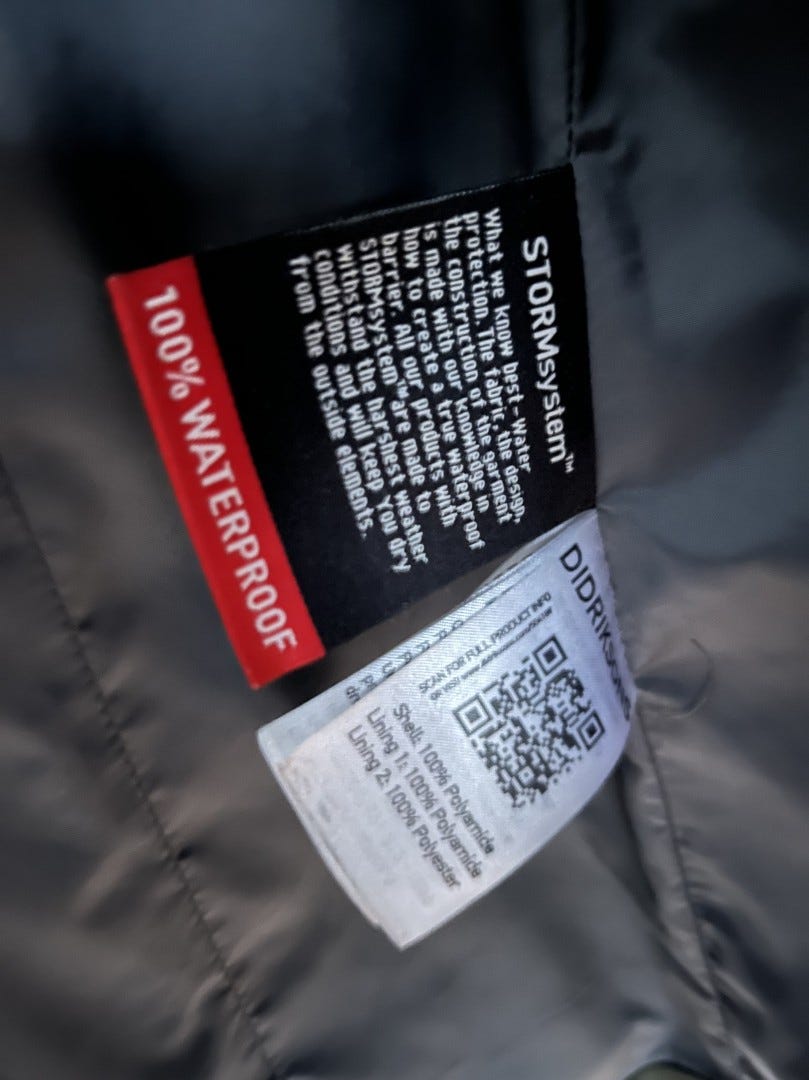 STORMsystem™
What we know best - Water
protection. The fabric, the design,
the construction of the garment
is made with our knowledge in
how to create a true waterproof
barrier. All our products with
STORMsystem™ are made to
withstand the harshest weather
conditions and will keep you dry
from the outside elements.
100% WATERPROOF
DIDRIKSONS
SCAN FOR FULL PRODUCT INFO
OR VISIT
Shell: 100% Polyamide
Lining 1: 100% Polyamide
Lining 2: 100% Polyester